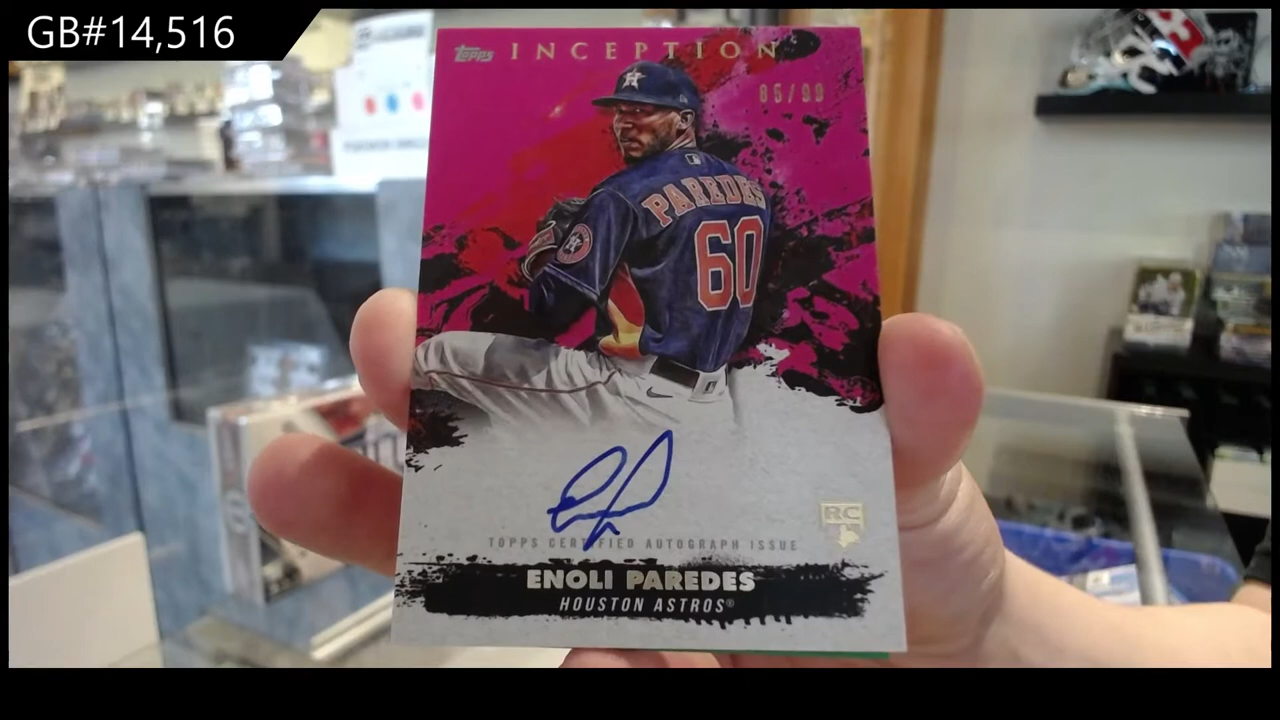 GB#14,516
TOPPS INCEPTION
85/99
PAREDES
60
TOPPS CERTIFIED AUTOGRAPH ISSUE
RC
ENOLI PAREDES
HOUSTON ASTROS®